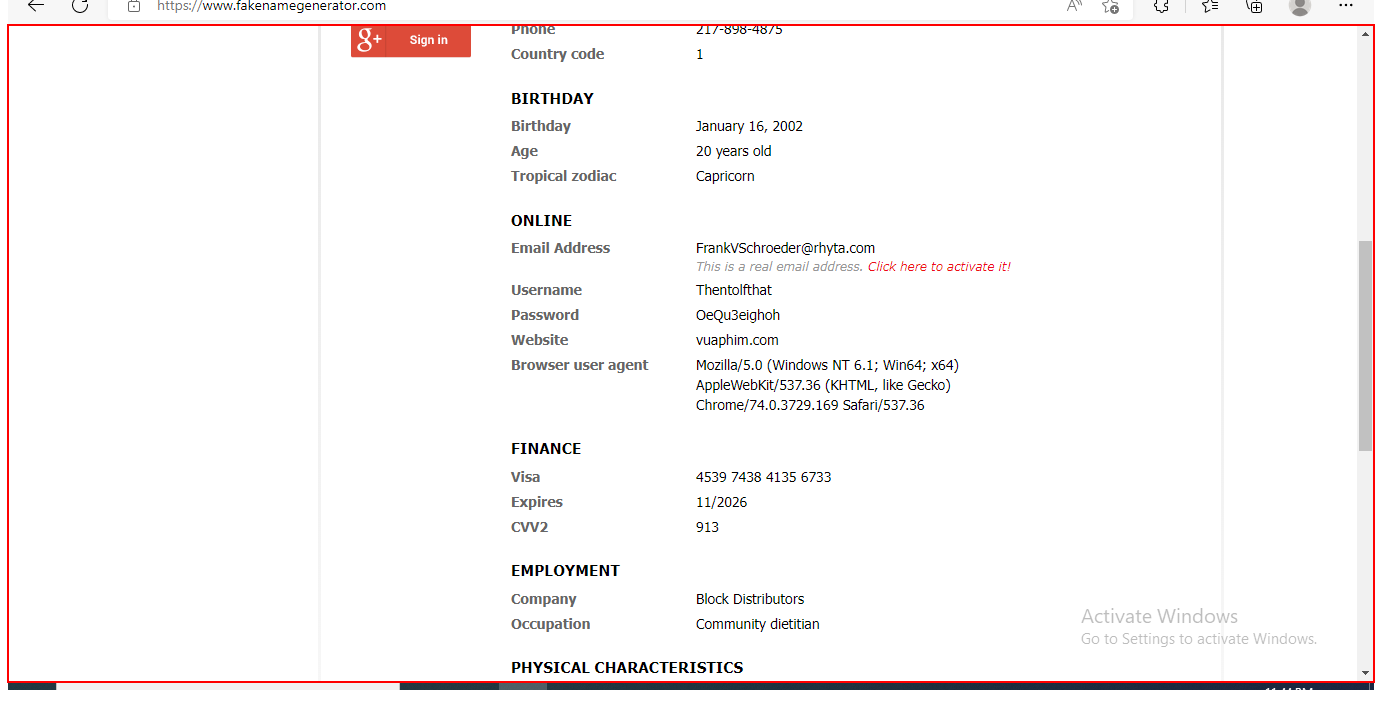 https://www.fakenamegenerator.com
g+ Sign in
Phone 217-898-4875
Country code 1
BIRTHDAY
Birthday January 16, 2002
Age 20 years old
Tropical zodiac Capricorn
ONLINE
Email Address FrankVSchroeder@rhyta.com
This is a real email address. Click here to activate it!
Username Thentolfthat
Password OeQu3eighoh
Website vuaphim.com
Browser user agent Mozilla/5.0 (Windows NT 6.1; Win64; x64)
AppleWebKit/537.36 (KHTML, like Gecko)
Chrome/74.0.3729.169 Safari/537.36
FINANCE
Visa 4539 7438 4135 6733
Expires 11/2026
CVV2 913
EMPLOYMENT
Company Block Distributors
Occupation Community dietitian
PHYSICAL CHARACTERISTICS
Activate Windows
Go to Settings to activate Windows.